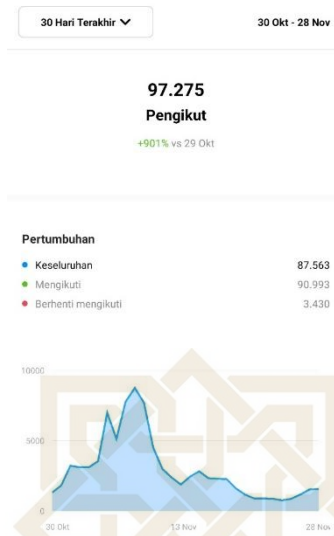 30 Hari Terakhir
30 Okt - 28 Nov
97.275
Pengikut
+901% vs 29 Okt
Pertumbuhan
Keseluruhan 87.563
Mengikuti 90.993
Berhenti mengikuti 3.430
10000
5000
0
30 Okt 13 Nov 28 Nov